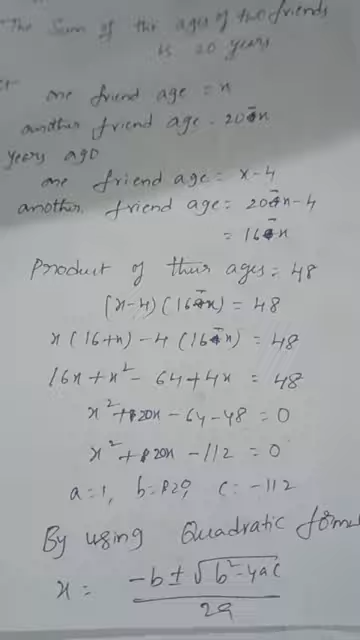 "The Sum of the ages of two friends
is 20 years
one friend age = x
another friend age = 20-x
years ago
one friend age = x-4
another friend age = 20-x-4
= 16-x
Product of thier ages = 48
(x-4) (16-x) = 48
x(16+x) - 4(16-x) = 48
16x + x² - 64 + 4x = 48
x² + 20x - 64 - 48 = 0
x² + 20x - 112 = 0
a = 1, b = 20, c = -112
By using Quadratic
x = -b ± √b² - 4ac
2a